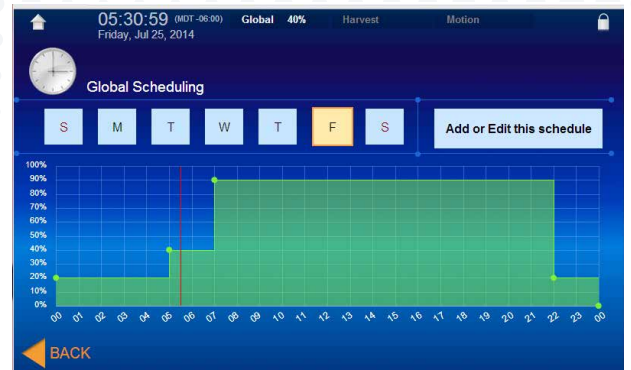 05:30:59 (MDT-06:00) Global 40% Harvest Motion
Friday, Jul 25, 2014
Global Scheduling
S M T W T F S Add or Edit this schedule
100%
90%
80%
70%
60%
50%
40%
30%
20%
10%
0%
00 01 02 03 04 05 06 07 08 09 10 11 12 13 14 15 16 17 18 19 20 21 22 23 00
BACK